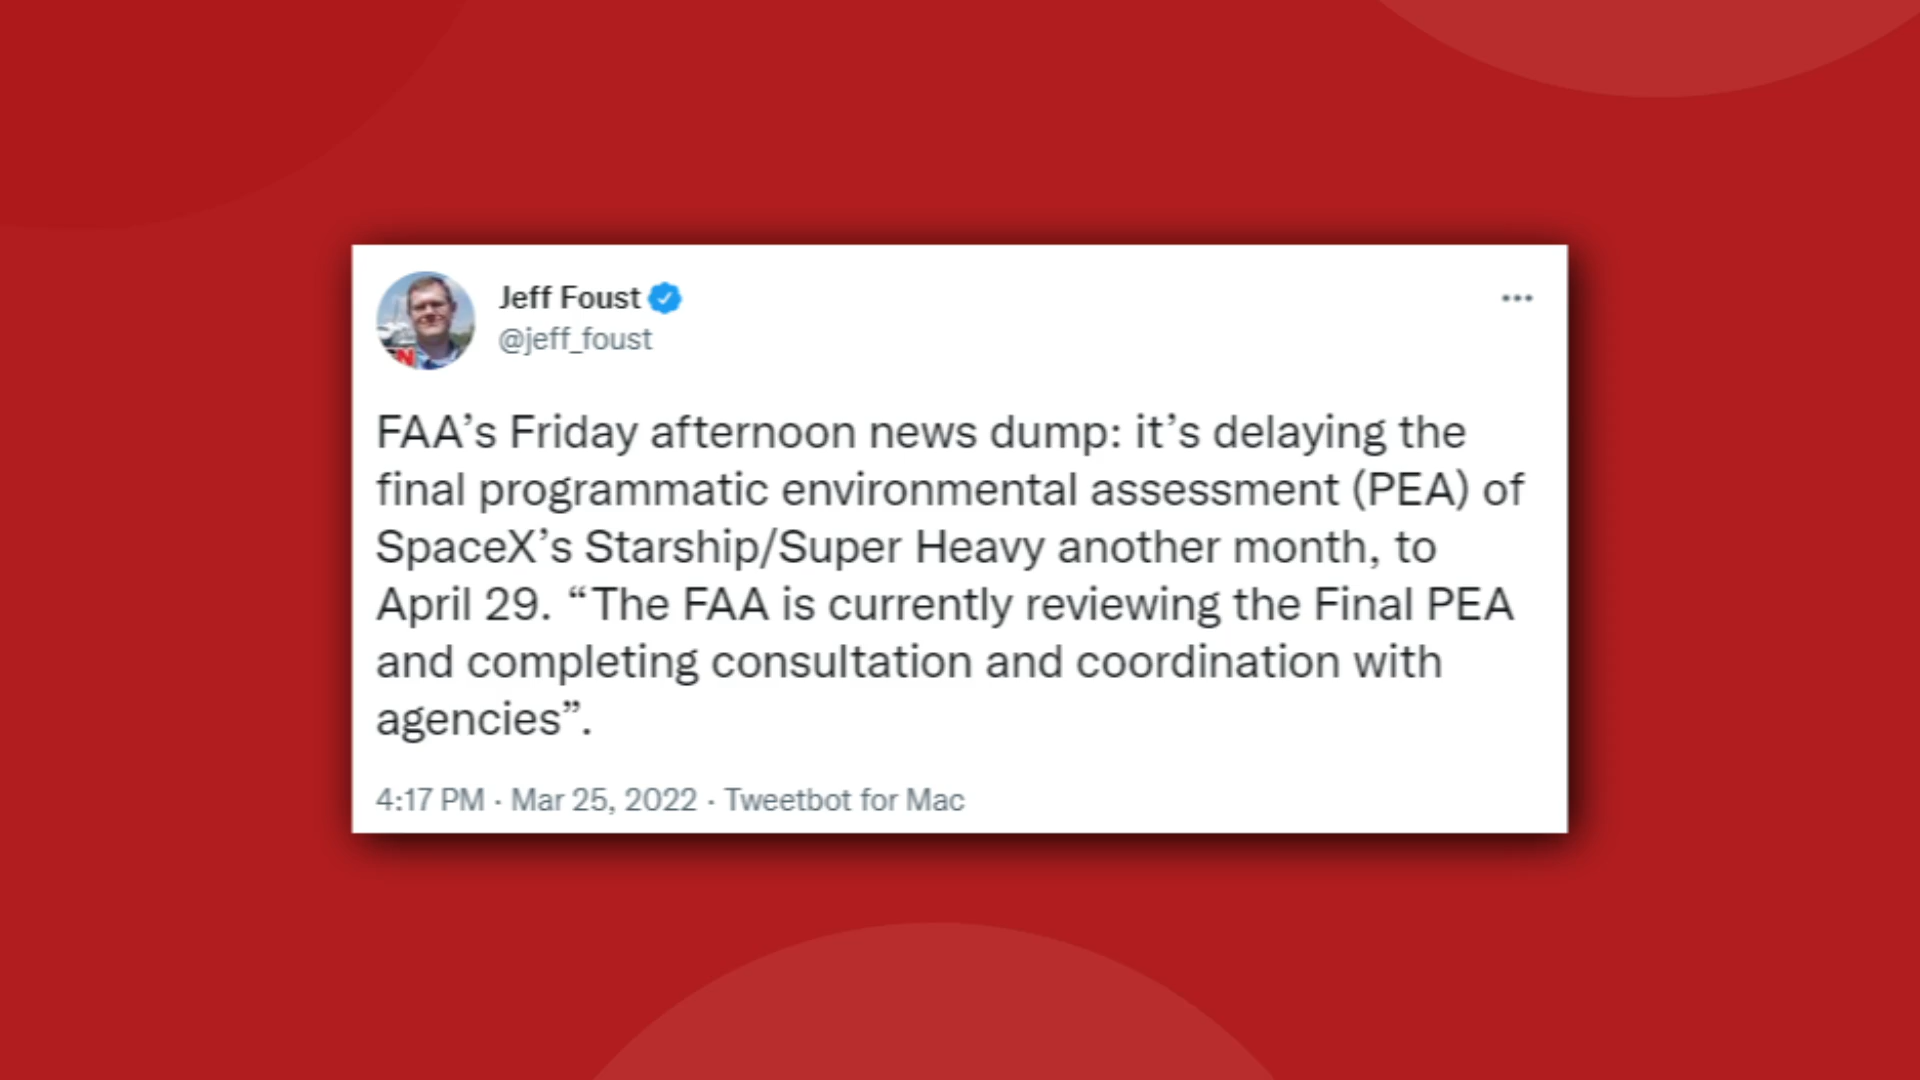 Jeff Foust
@jeff_foust
FAA’s Friday afternoon news dump: it’s delaying the
final programmatic environmental assessment (PEA) of
SpaceX’s Starship/Super Heavy another month, to
April 29. “The FAA is currently reviewing the Final PEA
and completing consultation and coordination with
agencies”.
4:17 PM · Mar 25, 2022 · Tweetbot for Mac